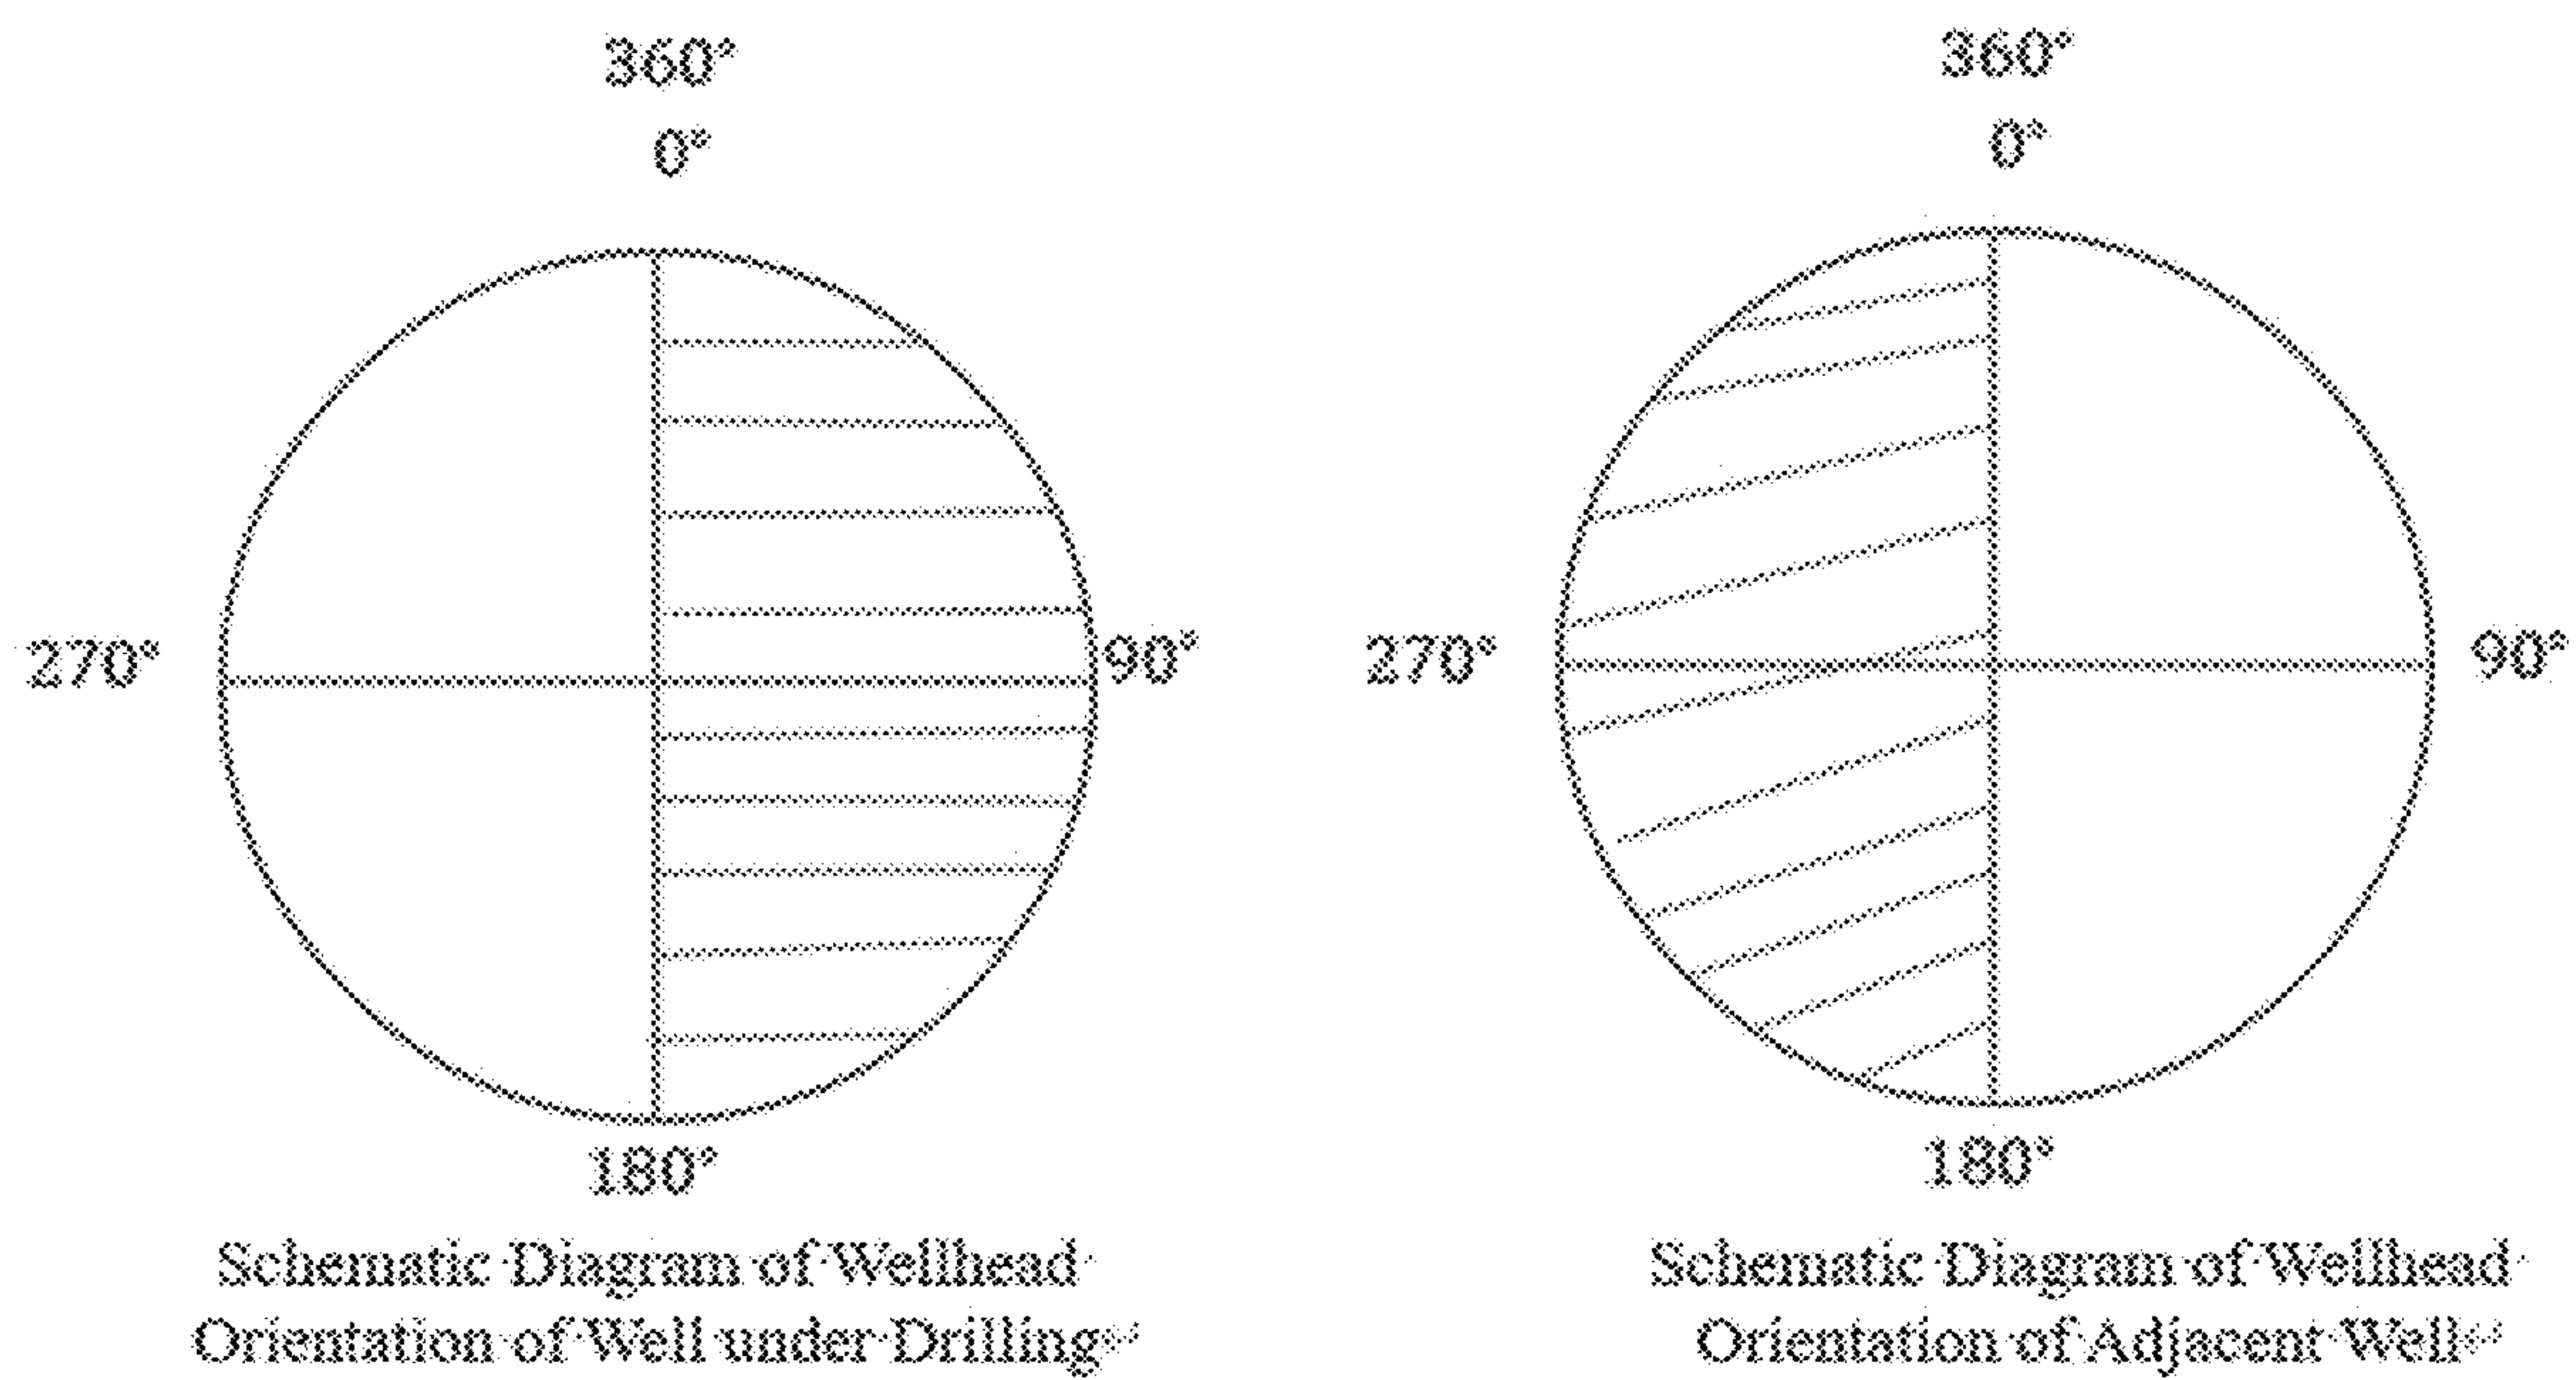 360°
0°
270°
90°
180°
Schematic Diagram of Wellhead
Orientation of Well under Drilling
360°
0°
270°
90°
180°
Schematic Diagram of Wellhead
Orientation of Adjacent Well